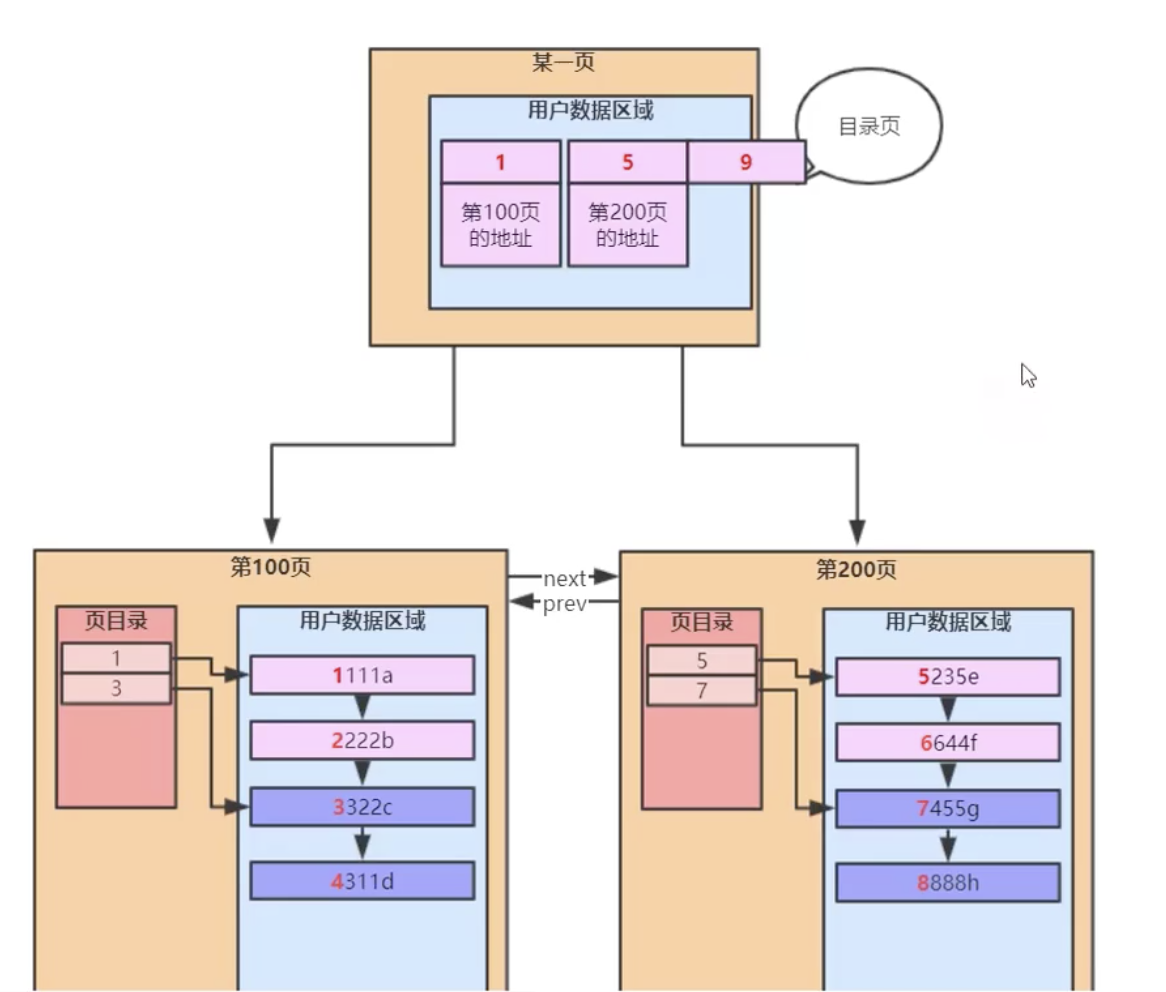 某一页
用户数据区域
目录页
1
5
9
第100页
的地址
第200页
的地址
next
prev
第100页
页目录
1
3
用户数据区域
1111a
2222b
3322c
4311d
第200页
页目录
5
7
用户数据区域
5235e
6644f
7455g
8888h